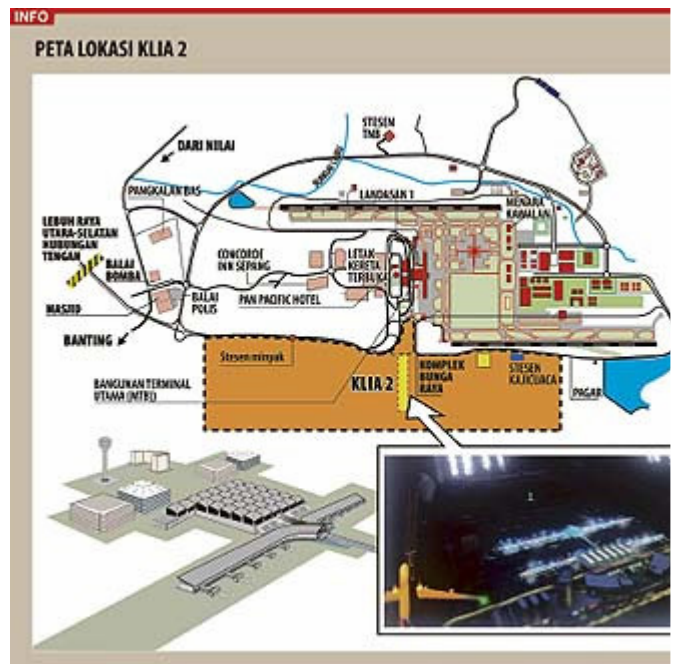 INFO
PETA LOKASI KLIA 2
STESEN
TNB
DARI NILAI
PANGKALAN BAS
LANDASAN 1
MENARA
KAWALAN
LEBUH RAYA
UTARA-SELATAN
HUBUNGAN
TENGAH
BALAI
BOMBA
CONCORDE
INN SEPANG
LETAK
KERETA
TERBUKA
MASJID
BALAI
POLIS
PAN PACIFIC HOTEL
BANTING
Stesen minyak
KOMPLEK
BUNGA
RAYA
STESEN
KAJICUACA
BANGUNAN TERMINAL
UTAMA (MTB)
KLIA 2
PAGAR
1